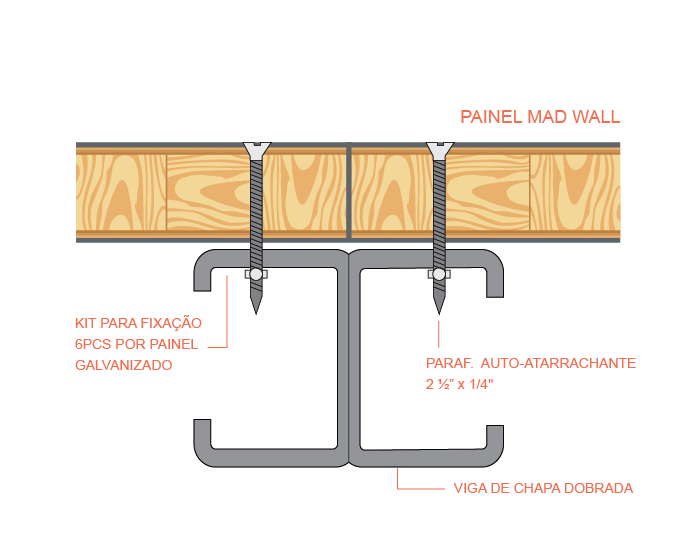 PAINEL MAD WALL
KIT PARA FIXAÇÃO
6PCS POR PAINEL
GALVANIZADO
PARAF. AUTO-ATARRACHANTE
2 ½” x 1/4"
VIGA DE CHAPA DOBRADA